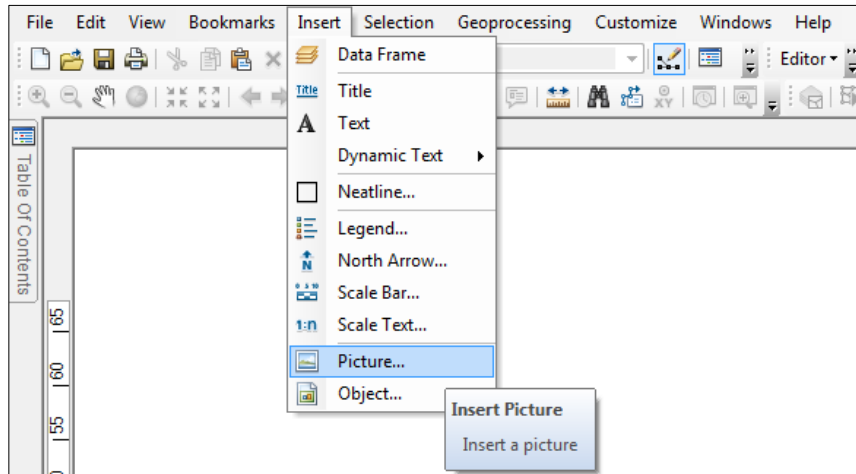 File Edit View Bookmarks Insert Selection Geoprocessing Customize Windows Help
Data Frame
Editor
Title Title
A Text
Dynamic Text
Neatline...
Legend...
N North Arrow...
Scale Bar...
1:n Scale Text...
Picture...
Object...
Insert Picture
Insert a picture
Table Of Contents
XY
65
60
55